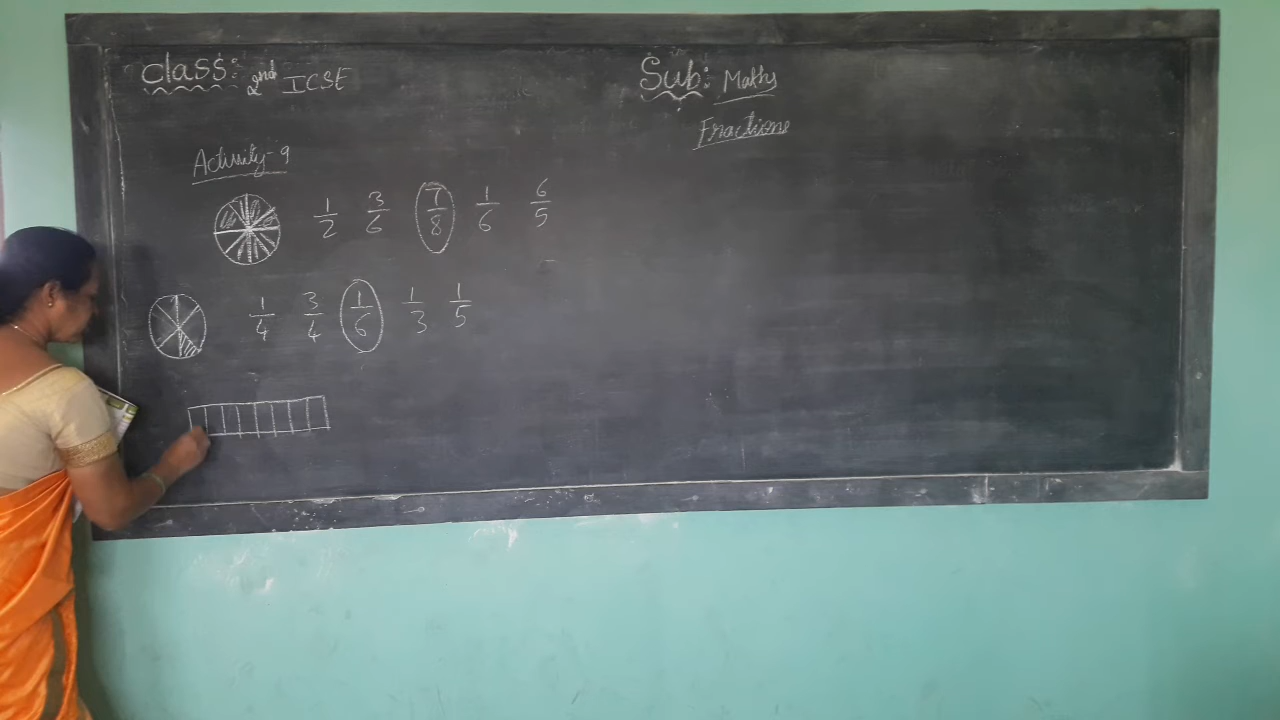 Class: 2nd ICSE
Sub: Maths
Fractions
Activity-9
1/2 3/6 7/8 1/6 6/5
1/4 3/4 1/6 1/3 1/5